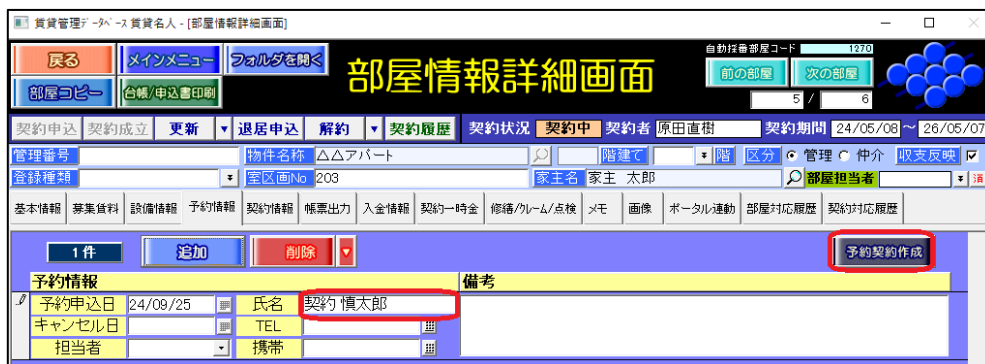 賃貸管理データベース 賃貸名人 - [部屋情報詳細画面]
戻る メインメニュー フォルダを開く 部屋情報詳細画面 自動採番部屋コード 1270
前の部屋 次の部屋
部屋コピー 台帳/申込書印刷 5 / 6
契約申込 契約成立 更新 退居申込 解約 契約履歴 契約状況 契約中 契約者 原田直樹 契約期間 24/05/08 ~ 26/05/07
管理番号 物件名称 △△アパート 階建て 階 区分 管理 仲介 収支反映
登録種類 室区画No 203 家主名 家主 太郎 部屋担当者 済
基本情報 募集賃料 設備情報 予約情報 契約情報 帳票出力 入金情報 契約一時金 修繕/クレーム/点検 メモ 画像 ポータル連動 部屋対応履歴 契約対応履歴
1件 追加 削除 予約契約作成
予約情報 備考
予約申込日 24/09/25 氏名 契約 慎太郎
キャンセル日 TEL
担当者 携帯